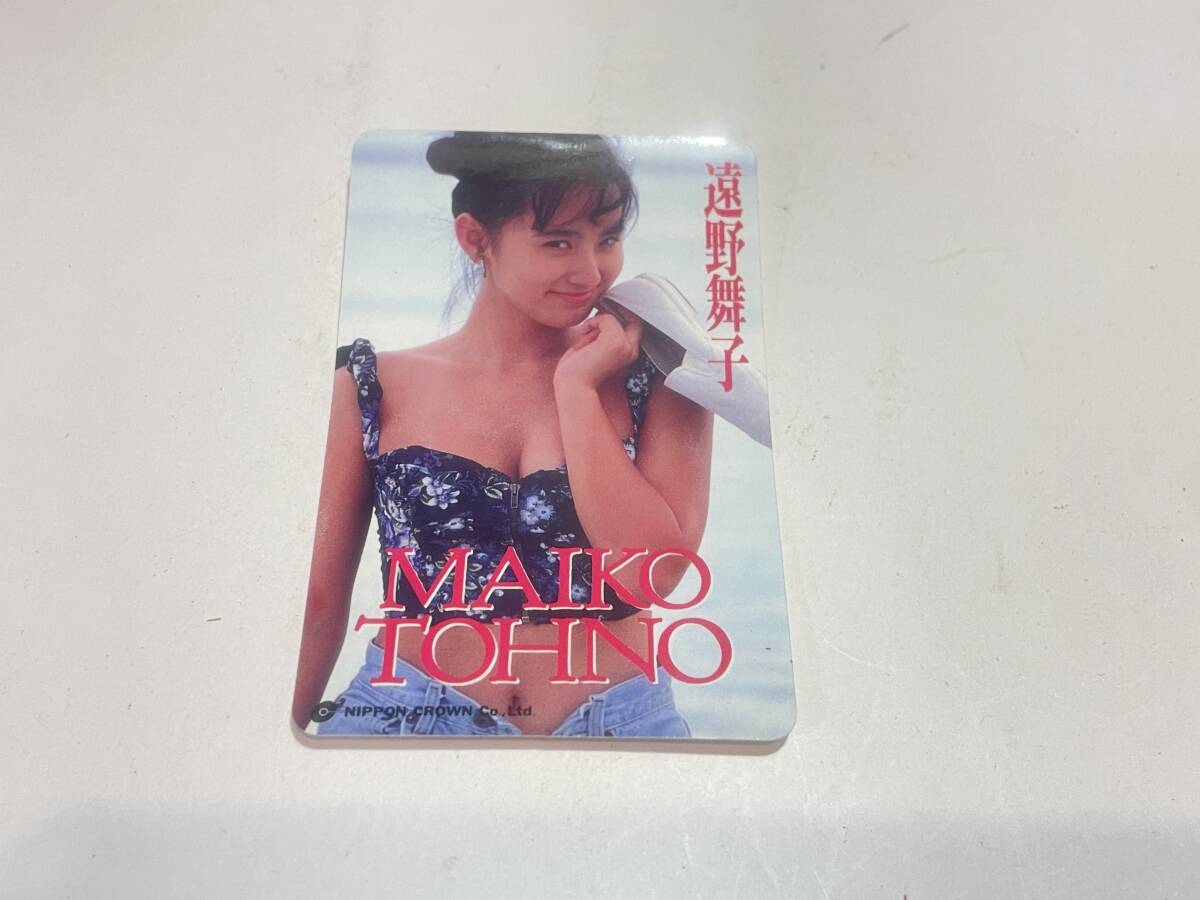 遠野舞子
MAIKO
TOHNO
NIPPON CROWN Co.,Ltd.